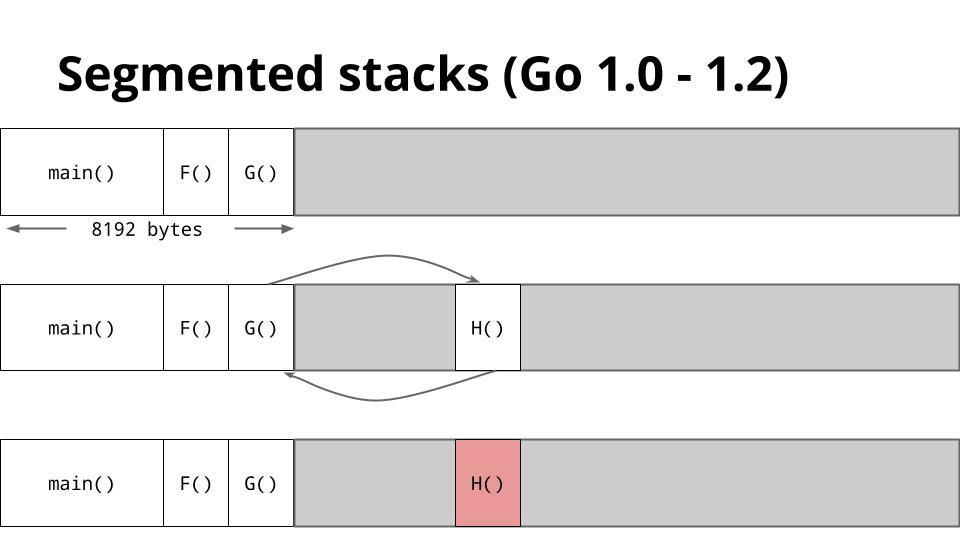 Segmented stacks (Go 1.0 - 1.2)
main() F() G()
8192 bytes
main() F() G() H()
main() F() G() H()